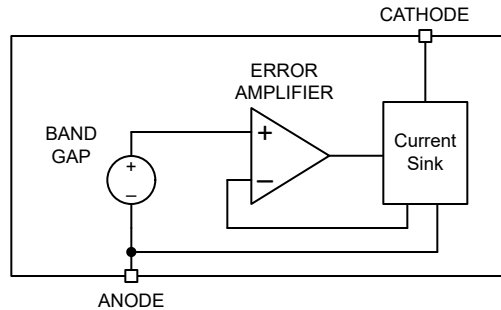 CATHODE
ERROR
AMPLIFIER
BAND
GAP
+
–
+
–
Current
Sink
ANODE